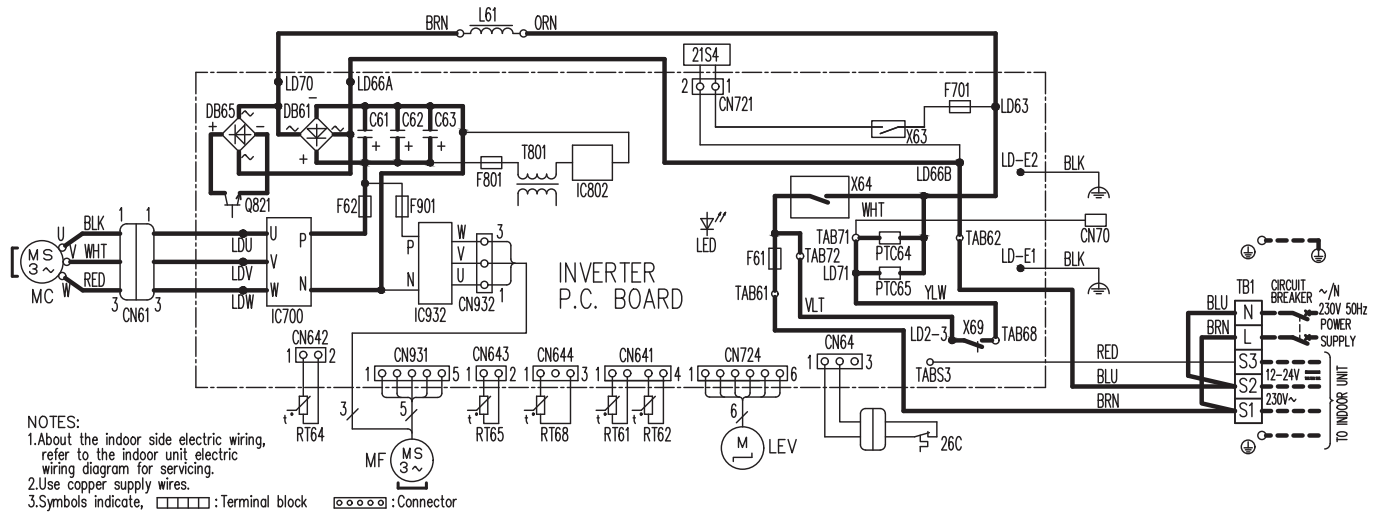 BRN L61 ORN
21S4
2 1
CN721
LD70 LD66A
F701
LD63
DB65 DB61
− ~ + − ~ +
C61 C62 C63
+ + +
X63
T801
F801 IC802
LD66B
LD-E2 BLK
Q821
F62 F901
X64
WHT
LED
CN70
TAB71 TAB62
PTC64
F61 TAB72
LD71
PTC65
LD-E1 BLK
TAB61
VLT YLW
LD2-3 X69 TAB68
MS
3~
MC
U BLK
V WHT
W RED
1 1
3 3
CN61
LDU
LDV
LDW
U P
V
W N
IC700
P
N
IC932
W 3
V
U 1
CN932
INVERTER
P.C. BOARD
CN642
1 2
CN931
1 5
CN643
1 2
CN644
1 3
CN641
1 4
CN724
1 6
CN64
1 3
TABS3
RED
BLU
BRN
t°
RT64
3 5
t°
RT65
t°
RT68
t° t°
RT61 RT62
6
M
LEV
26C
MF
MS
3~
TB1
BLU N
BRN L
S3
S2
S1
CIRCUIT
BREAKER
~/N
230V 50Hz
POWER
SUPPLY
12-24V
230V~
TO INDOOR UNIT
NOTES:
1.About the indoor side electric wiring,
refer to the indoor unit electric
wiring diagram for servicing.
2.Use copper supply wires.
3.Symbols indicate, : Terminal block : Connector